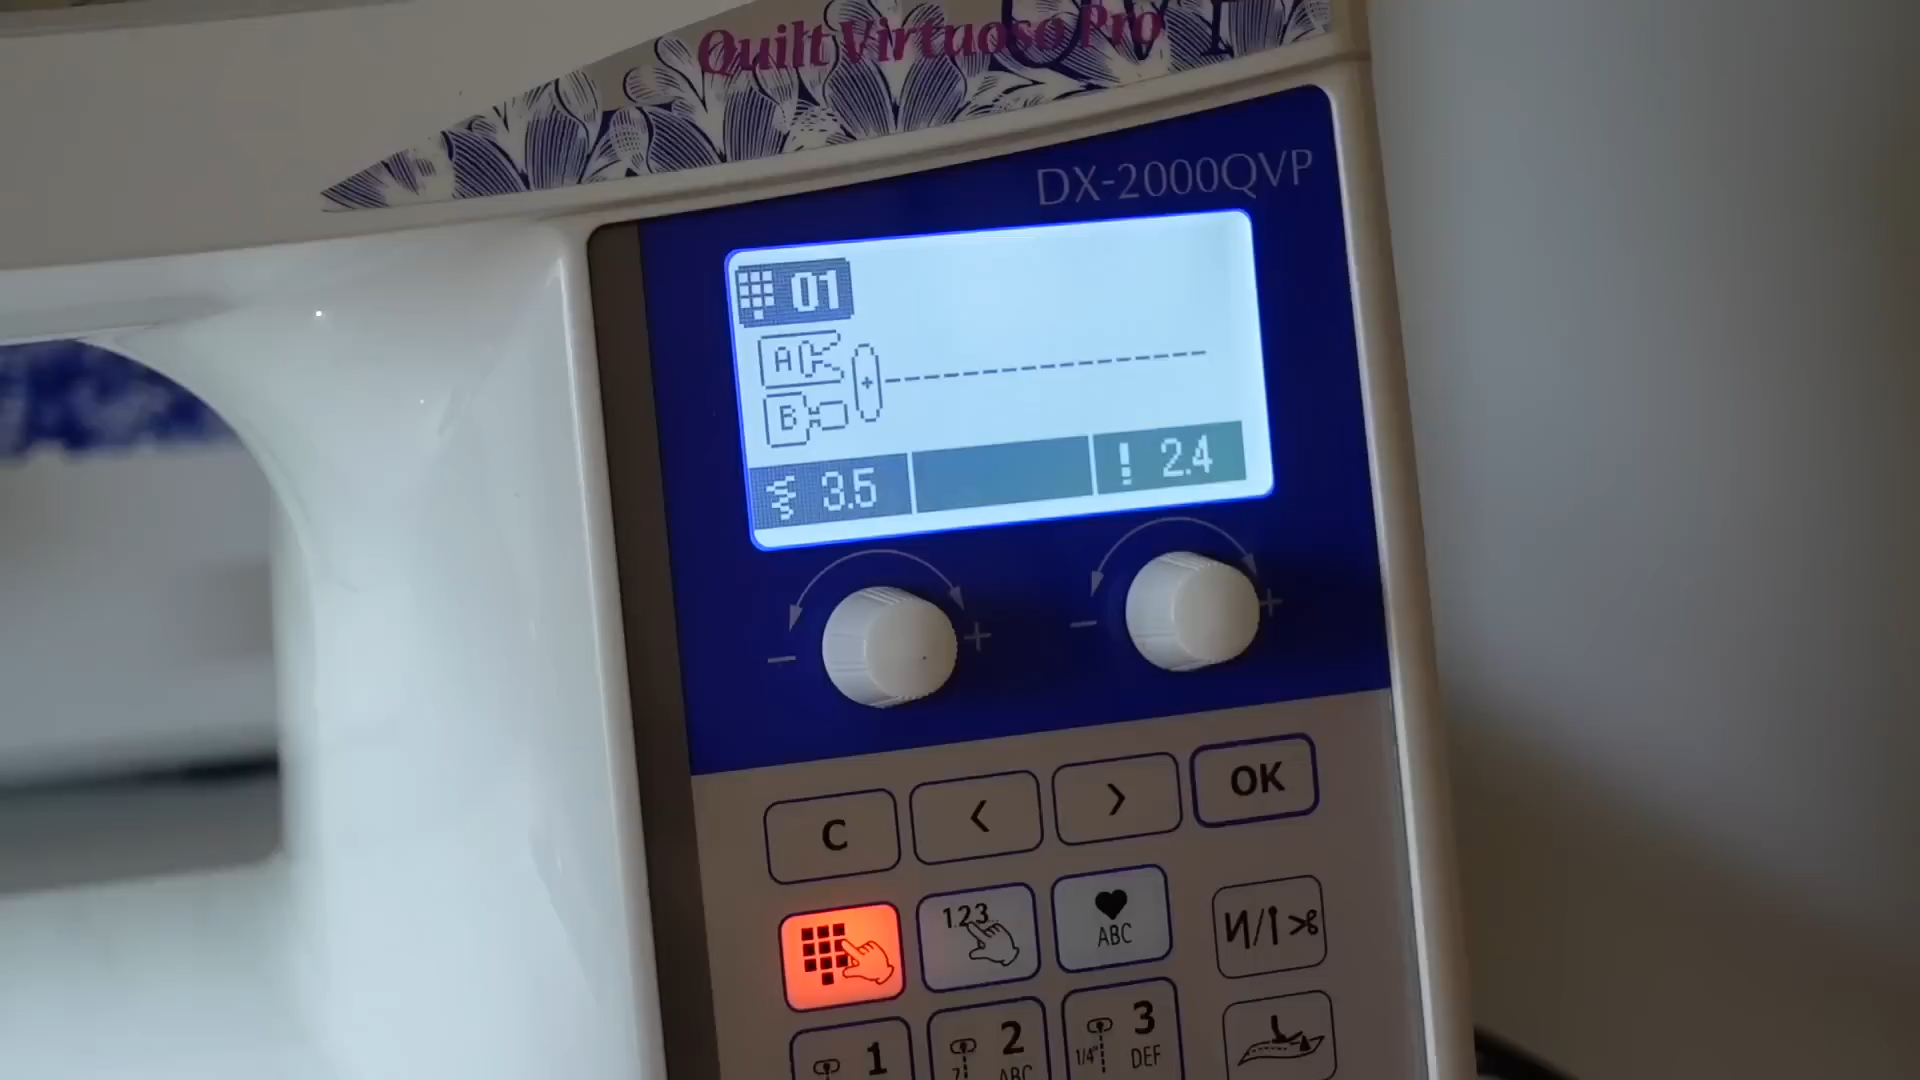 Quilt Virtuoso Pro
QVP
DX-2000QVP
01
A
B
3.5
! 2.4
- +
- +
C < > OK
123
ABC
1
2
ABC
3
1/4"
DEF